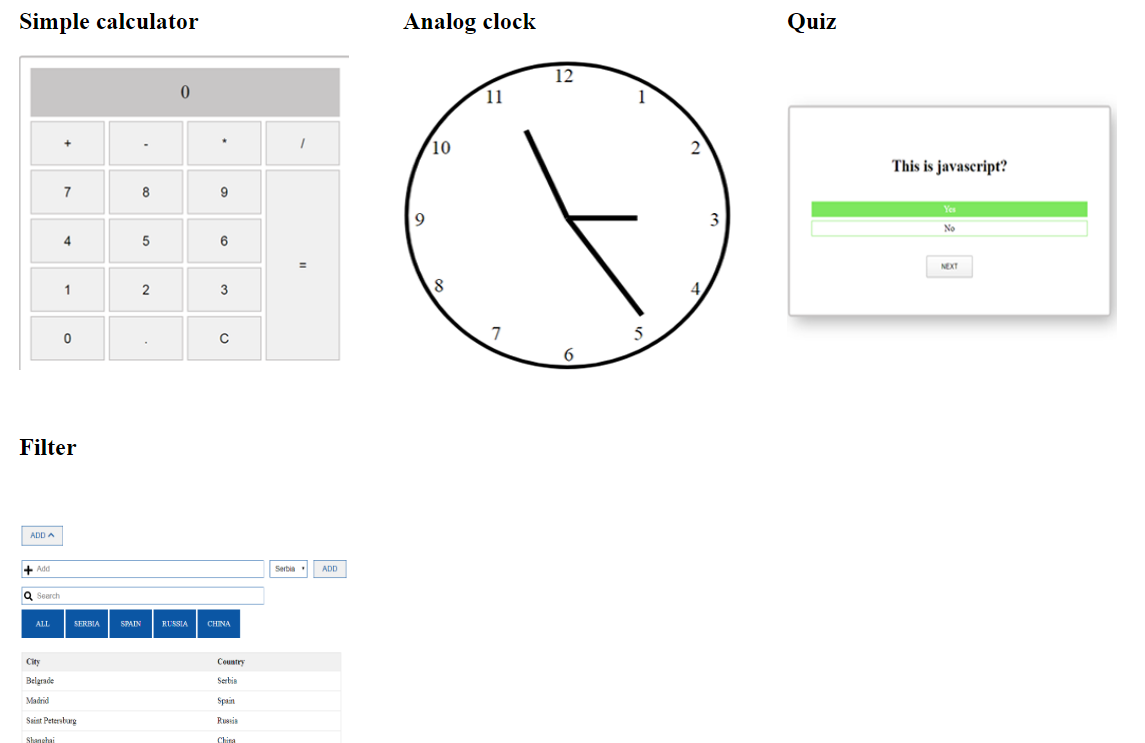 Simple calculator
0
+ - * /
7 8 9
4 5 6
=
1 2 3
0 . C
Analog clock
12
11 1
10 2
9 3
8 4
7 5
6
Quiz
This is javascript?
Yes
No
NEXT
Filter
ADD
Add Serbia ADD
Search
ALL SERBIA SPAIN RUSSIA CHINA
City Country
Belgrade Serbia
Madrid Spain
Saint Petersburg Russia
Shanghai China